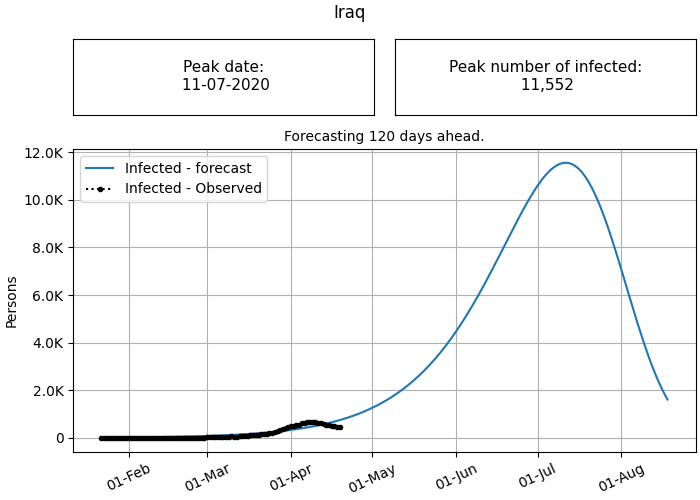 Iraq
Peak date:
11-07-2020
Peak number of infected:
11,552
Forecasting 120 days ahead.
12.0K
10.0K
8.0K
6.0K
4.0K
2.0K
0
Persons
Infected - forecast
Infected - Observed
01-Feb
01-Mar
01-Apr
01-May
01-Jun
01-Jul
01-Aug